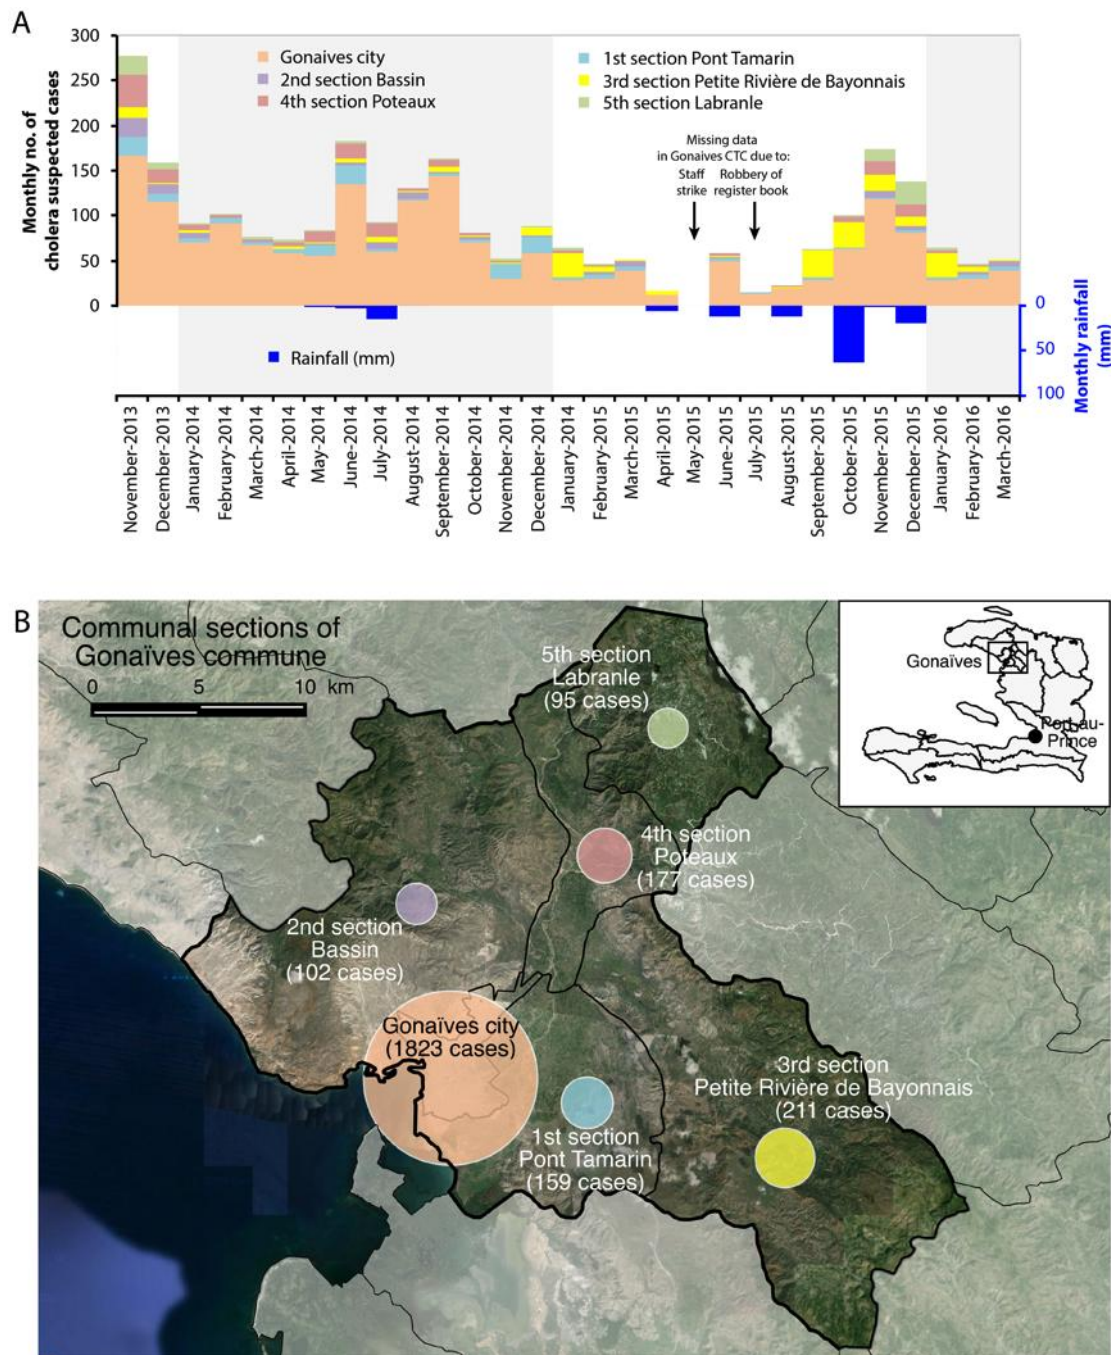 A
300
250
200
150
100
50
0
Monthly no. of
cholera suspected cases
Gonaives city
2nd section Bassin
4th section Poteaux
1st section Pont Tamarin
3rd section Petite Rivière de Bayonnais
5th section Labranle
Missing data
in Gonaives CTC due to:
Staff
strike
Robbery of
register book
Rainfall (mm)
0
50
100
Monthly rainfall
(mm)
November-2013
December-2013
January-2014
February-2014
March-2014
April-2014
May-2014
June-2014
July-2014
August-2014
September-2014
October-2014
November-2014
December-2014
January-2015
February-2015
March-2015
April-2015
May-2015
June-2015
July-2015
August-2015
September-2015
October-2015
November-2015
December-2015
January-2016
February-2016
March-2016
B
Communal sections of
Gonaïves commune
0 5 10 km
5th section
Labranle
(95 cases)
Gonaïves
Port-au-
Prince
4th section
Poteaux
(177 cases)
2nd section
Bassin
(102 cases)
Gonaïves city
(1823 cases)
3rd section
Petite Rivière de Bayonnais
(211 cases)
1st section
Pont Tamarin
(159 cases)